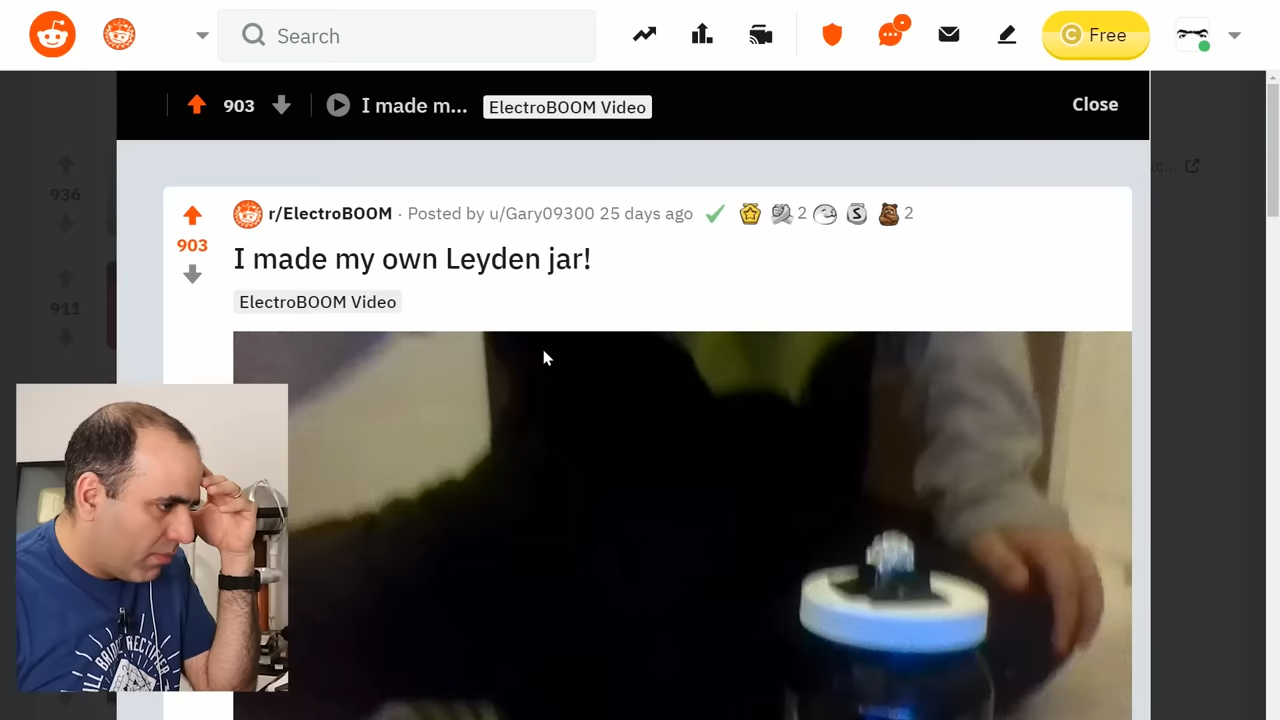 Search
Free
903
I made m...
ElectroBOOM Video
Close
936
911
r/ElectroBOOM · Posted by u/Gary09300 25 days ago
2
2
903
I made my own Leyden jar!
ElectroBOOM Video